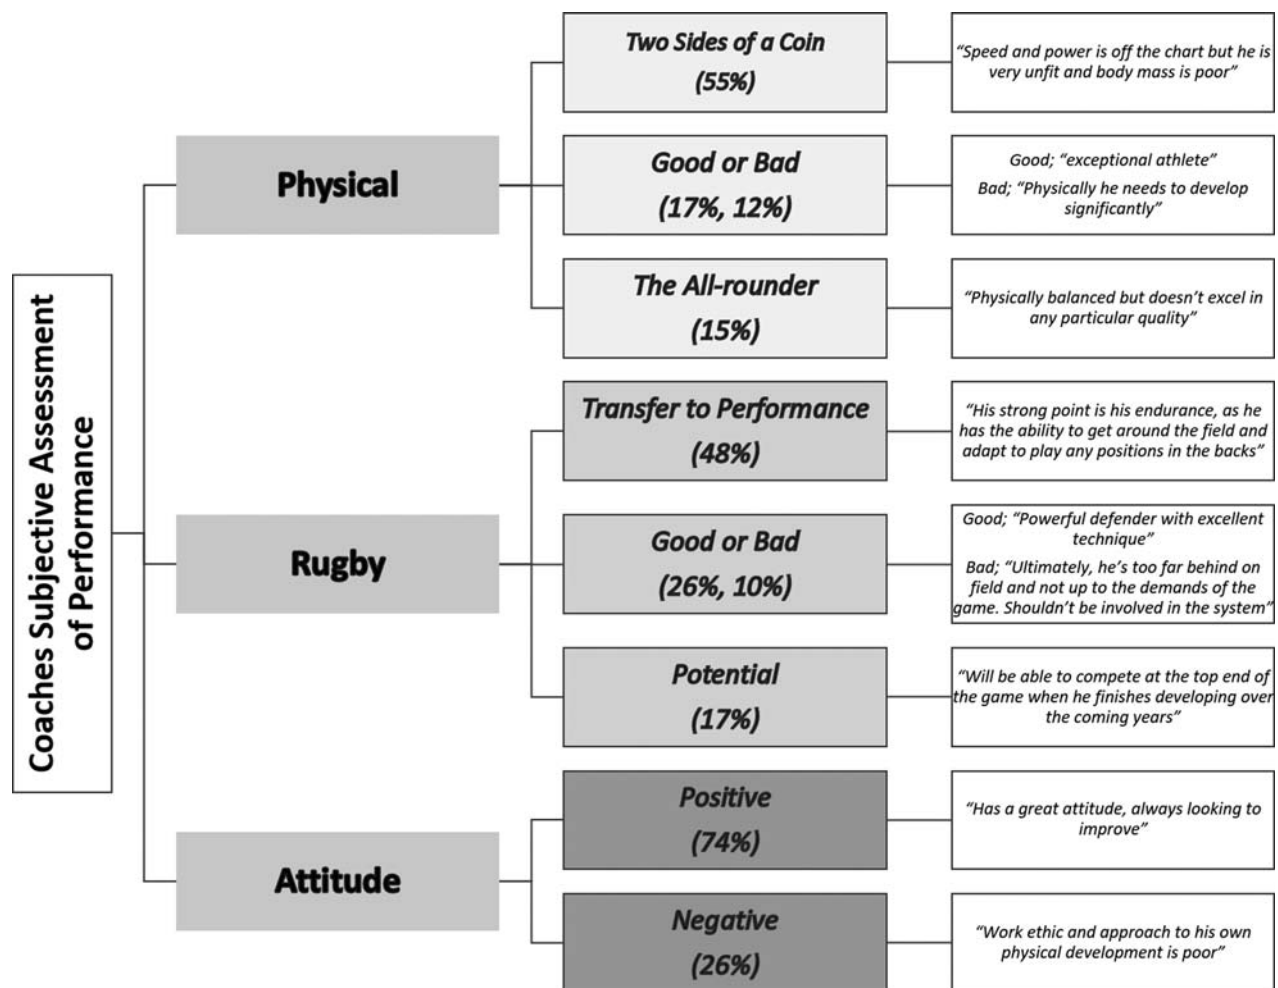 Coaches Subjective Assessment
of Performance
Physical
Two Sides of a Coin
(55%)
“Speed and power is off the chart but he is
very unfit and body mass is poor”
Good or Bad
(17%, 12%)
Good; “exceptional athlete”
Bad; “Physically he needs to develop
significantly”
The All-rounder
(15%)
“Physically balanced but doesn’t excel in
any particular quality”
Rugby
Transfer to Performance
(48%)
“His strong point is his endurance, as he
has the ability to get around the field and
adapt to play any positions in the backs”
Good or Bad
(26%, 10%)
Good; “Powerful defender with excellent
technique”
Bad; “Ultimately, he’s too far behind on
field and not up to the demands of the
game. Shouldn’t be involved in the system”
Potential
(17%)
“Will be able to compete at the top end of
the game when he finishes developing over
the coming years”
Attitude
Positive
(74%)
“Has a great attitude, always looking to
improve”
Negative
(26%)
“Work ethic and approach to his own
physical development is poor”